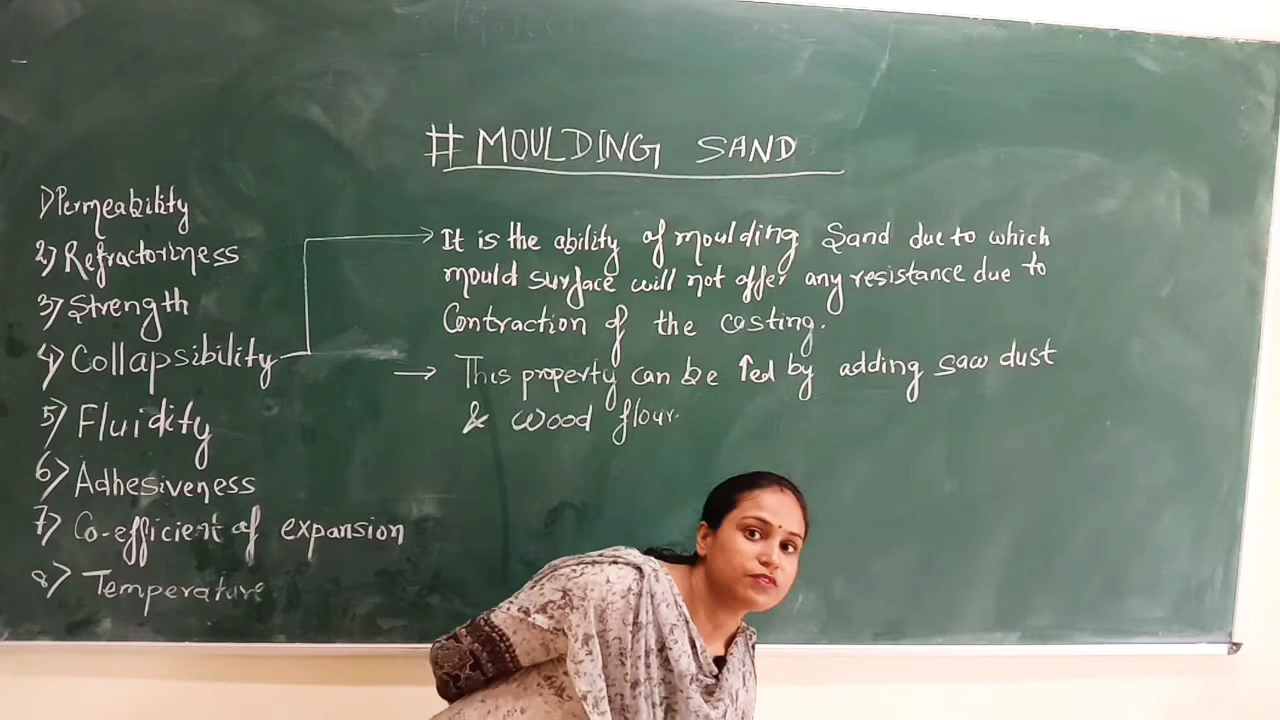 # MOULDING SAND
1) Permeability
2) Refractoriness
3) Strength
4) Collapsibility
5) Fluidity
6) Adhesiveness
7) Co-efficient of expansion
8) Temperature
→ It is the ability of moulding Sand due to which
mould surface will not offer any resistance due to
Contraction of the casting.
→ This property can be ↑ed by adding saw dust
& wood flour.